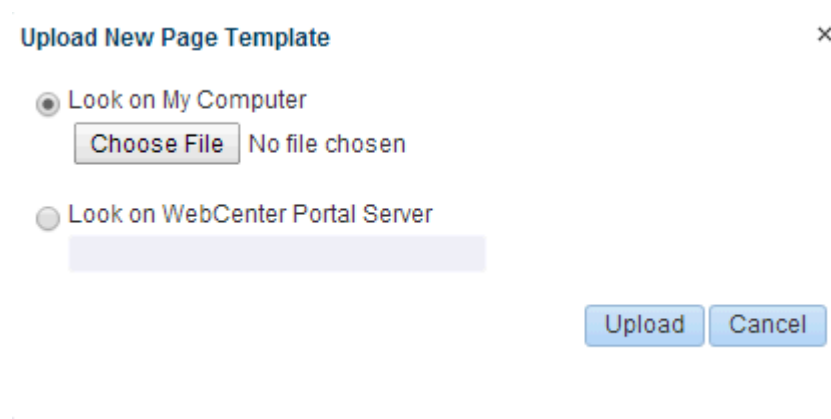 Upload New Page Template
Look on My Computer
Choose File No file chosen
Look on WebCenter Portal Server
Upload Cancel